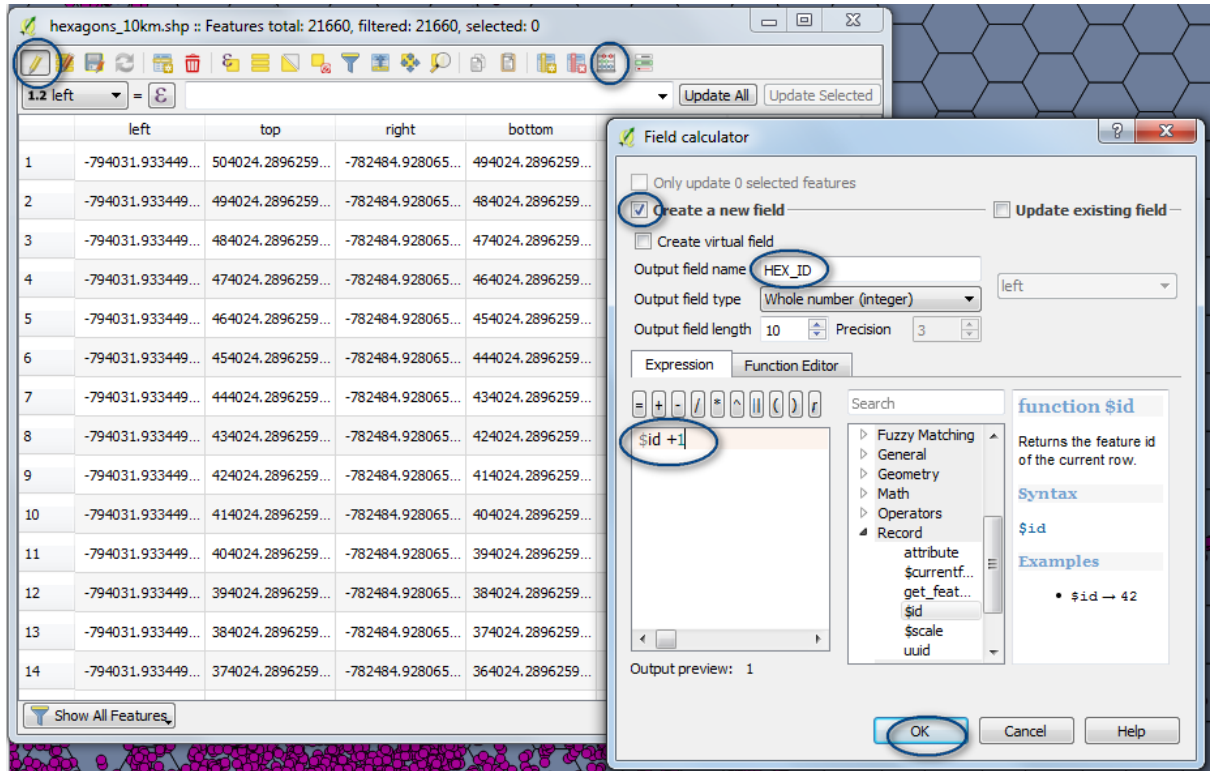 hexagons_10km.shp :: Features total: 21660, filtered: 21660, selected: 0
1.2 left = ε Update All Update Selected
left top right bottom
1 -794031.933449... 504024.2896259... -782484.928065... 494024.2896259...
2 -794031.933449... 494024.2896259... -782484.928065... 484024.2896259...
3 -794031.933449... 484024.2896259... -782484.928065... 474024.2896259...
4 -794031.933449... 474024.2896259... -782484.928065... 464024.2896259...
5 -794031.933449... 464024.2896259... -782484.928065... 454024.2896259...
6 -794031.933449... 454024.2896259... -782484.928065... 444024.2896259...
7 -794031.933449... 444024.2896259... -782484.928065... 434024.2896259...
8 -794031.933449... 434024.2896259... -782484.928065... 424024.2896259...
9 -794031.933449... 424024.2896259... -782484.928065... 414024.2896259...
10 -794031.933449... 414024.2896259... -782484.928065... 404024.2896259...
11 -794031.933449... 404024.2896259... -782484.928065... 394024.2896259...
12 -794031.933449... 394024.2896259... -782484.928065... 384024.2896259...
13 -794031.933449... 384024.2896259... -782484.928065... 374024.2896259...
14 -794031.933449... 374024.2896259... -782484.928065... 364024.2896259...
Show All Features
Field calculator
Only update 0 selected features
Create a new field
Update existing field
Create virtual field
Output field name HEX_ID
left
Output field type Whole number (integer)
Output field length 10 Precision 3
Expression Function Editor
= + - / * ^ || ( )
$id +1
Output preview: 1
Search
Fuzzy Matching
General
Geometry
Math
Operators
Record
attribute
$currentf...
get_feat...
$id
$scale
uuid
function $id
Returns the feature id
of the current row.
Syntax
$id
Examples
• $id → 42
OK Cancel Help